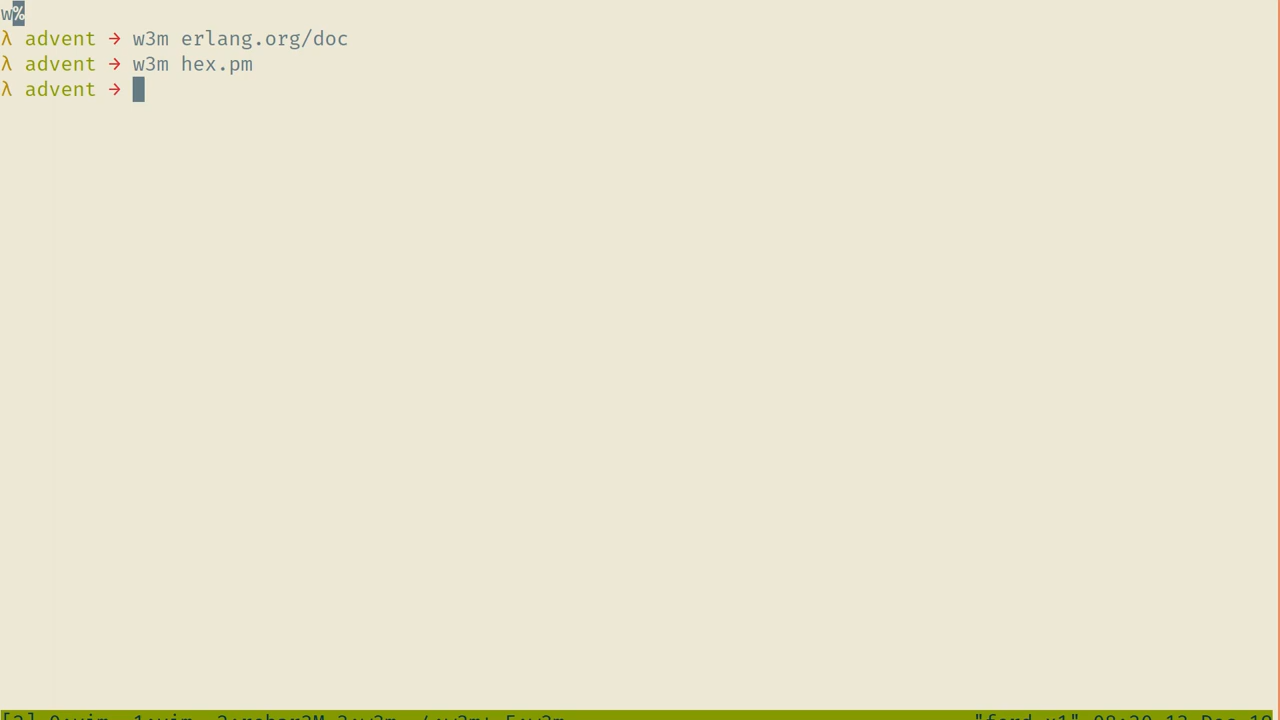 w%
λ advent → w3m erlang.org/doc
λ advent → w3m hex.pm
λ advent →